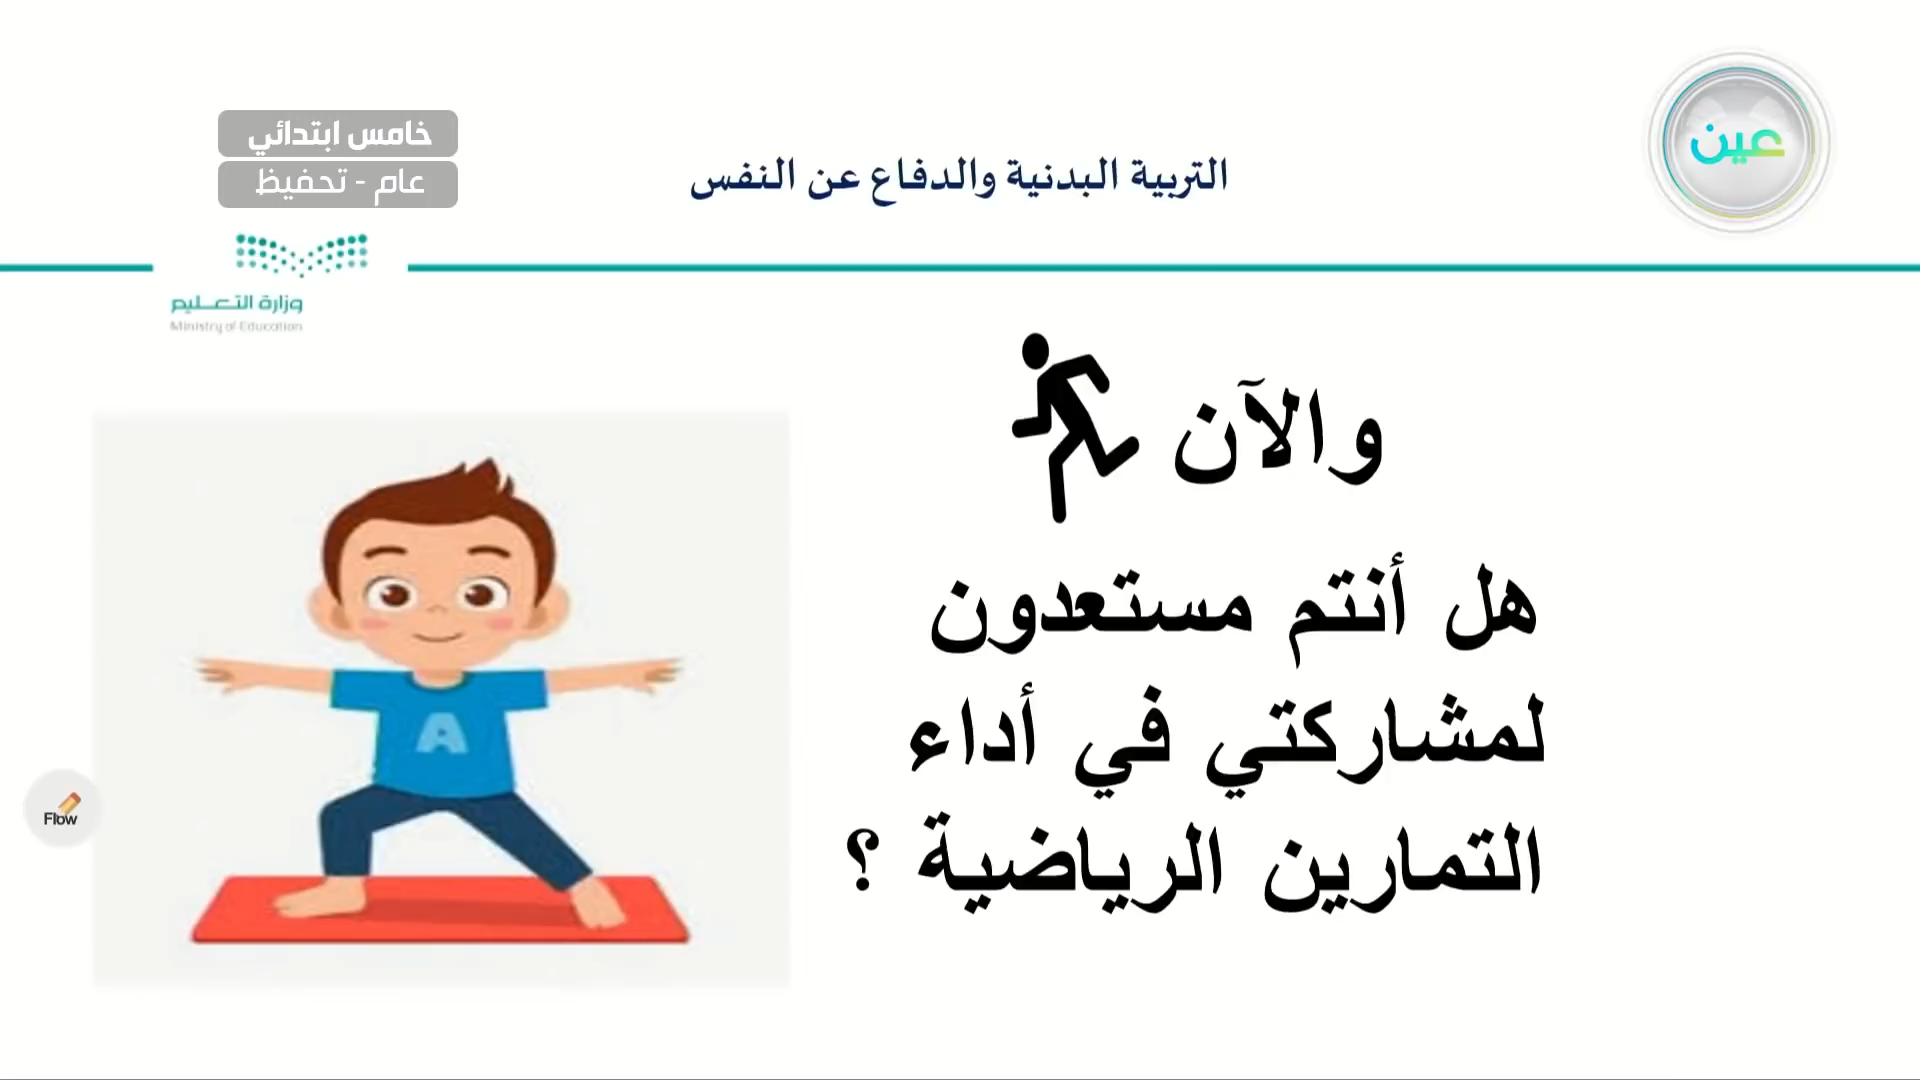 عين
خامس ابتدائي
عام - تحفيظ
التربية البدنية والدفاع عن النفس
وزارة التعليم
Ministry of Education
والآن
هل أنتم مستعدون
لمشاركتي في أداء
التمارين الرياضية ؟
A
Flow